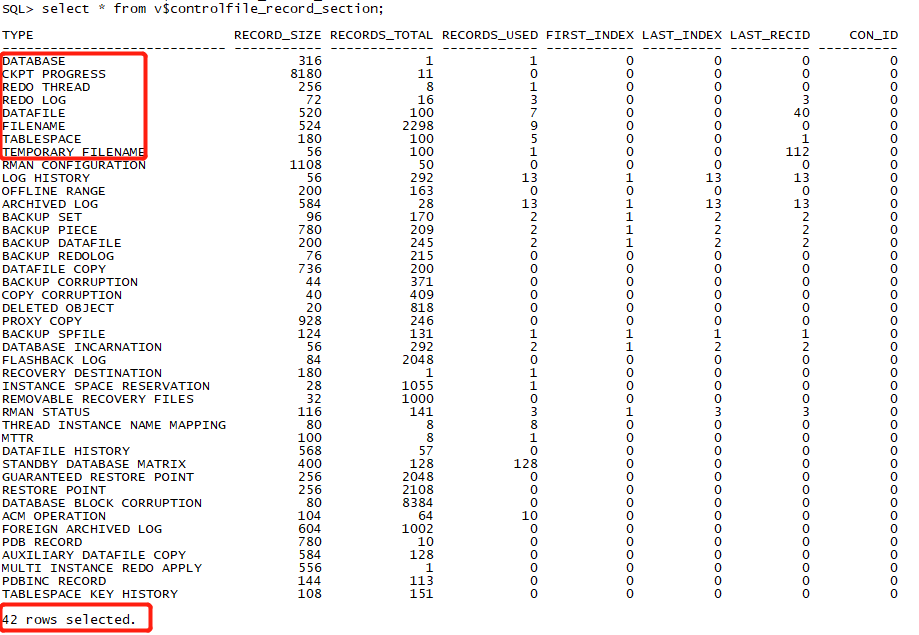 SQL> select * from v$controlfile_record_section;
TYPE RECORD_SIZE RECORDS_TOTAL RECORDS_USED FIRST_INDEX LAST_INDEX LAST_RECID CON_ID
---------------------------- ----------- ------------- ------------ ----------- ---------- ---------- ----------
DATABASE 316 1 1 0 0 0 0
CKPT PROGRESS 8180 11 0 0 0 0 0
REDO THREAD 256 8 1 0 0 0 0
REDO LOG 72 16 3 0 0 3 0
DATAFILE 520 100 7 0 0 40 0
FILENAME 524 2298 9 0 0 0 0
TABLESPACE 180 100 5 0 0 1 0
TEMPORARY FILENAME 56 100 1 0 0 112 0
RMAN CONFIGURATION 1108 50 0 0 0 0 0
LOG HISTORY 56 292 13 1 13 13 0
OFFLINE RANGE 200 163 0 0 0 0 0
ARCHIVED LOG 584 28 13 1 13 13 0
BACKUP SET 96 170 2 1 2 2 0
BACKUP PIECE 780 209 2 1 2 2 0
BACKUP DATAFILE 200 245 2 1 2 2 0
BACKUP REDOLOG 76 215 0 0 0 0 0
DATAFILE COPY 736 200 0 0 0 0 0
BACKUP CORRUPTION 44 371 0 0 0 0 0
COPY CORRUPTION 40 409 0 0 0 0 0
DELETED OBJECT 20 818 0 0 0 0 0
PROXY COPY 928 246 0 0 0 0 0
BACKUP SPFILE 124 131 1 1 1 1 0
DATABASE INCARNATION 56 292 2 1 2 2 0
FLASHBACK LOG 84 2048 0 0 0 0 0
RECOVERY DESTINATION 180 1 1 0 0 0 0
INSTANCE SPACE RESERVATION 28 1055 1 0 0 0 0
REMOVABLE RECOVERY FILES 32 1000 0 0 0 0 0
RMAN STATUS 116 141 3 1 3 3 0
THREAD INSTANCE NAME MAPPING 80 8 8 0 0 0 0
MTTR 100 8 1 0 0 0 0
DATAFILE HISTORY 568 57 0 0 0 0 0
STANDBY DATABASE MATRIX 400 128 128 0 0 0 0
GUARANTEED RESTORE POINT 256 2048 0 0 0 0 0
RESTORE POINT 256 2108 0 0 0 0 0
DATABASE BLOCK CORRUPTION 80 8384 0 0 0 0 0
ACM OPERATION 104 64 10 0 0 0 0
FOREIGN ARCHIVED LOG 604 1002 0 0 0 0 0
PDB RECORD 780 10 0 0 0 0 0
AUXILIARY DATAFILE COPY 584 128 0 0 0 0 0
MULTI INSTANCE REDO APPLY 556 1 0 0 0 0 0
PDBINC RECORD 144 113 0 0 0 0 0
TABLESPACE KEY HISTORY 108 151 0 0 0 0 0
42 rows selected.